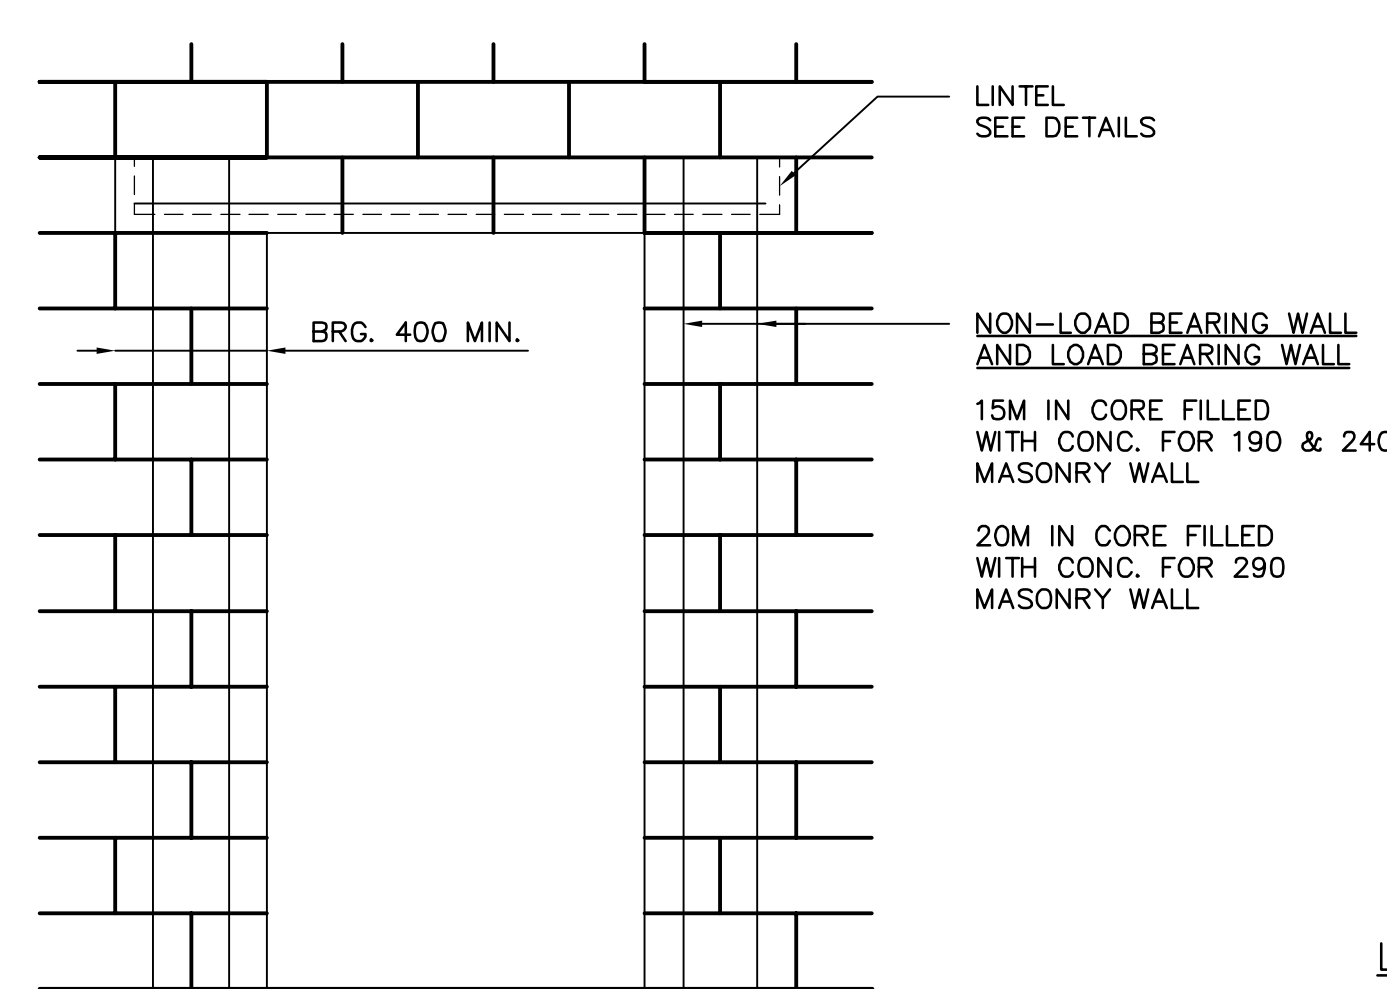 LINTEL
SEE DETAILS
BRG. 400 MIN.
NON-LOAD BEARING WALL
AND LOAD BEARING WALL
15M IN CORE FILLED
WITH CONC. FOR 190 & 240
MASONRY WALL
20M IN CORE FILLED
WITH CONC. FOR 290
MASONRY WALL